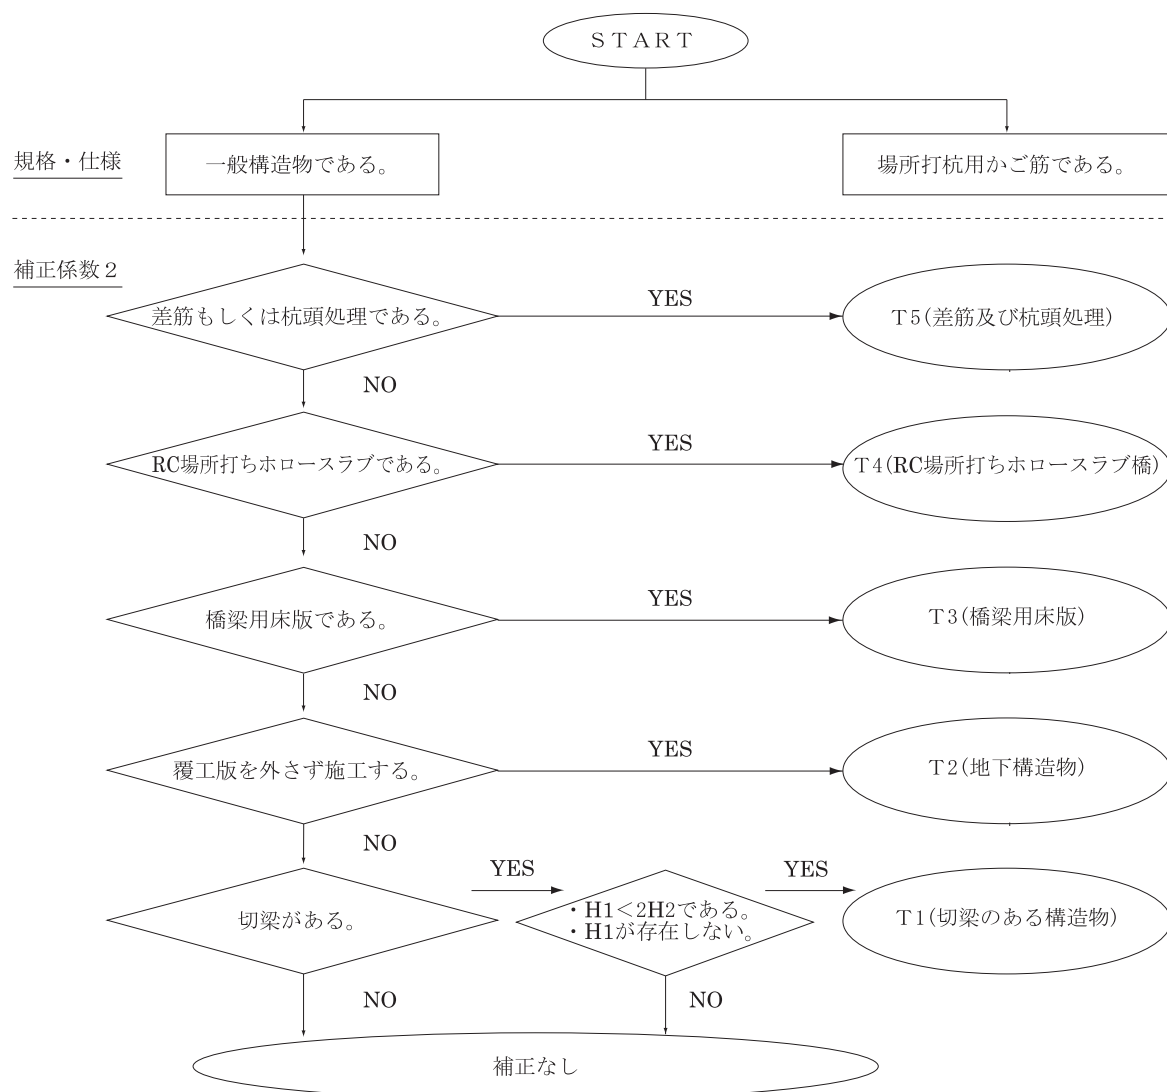 ＳＴＡＲＴ
規格・仕様
一般構造物である。
場所打杭用かご筋である。
補正係数２
差筋もしくは杭頭処理である。
YES
Ｔ５(差筋及び杭頭処理)
NO
RC場所打ちホロースラブである。
YES
Ｔ４(RC場所打ちホロースラブ橋)
NO
橋梁用床版である。
YES
Ｔ３(橋梁用床版)
NO
覆工版を外さず施工する。
YES
Ｔ２(地下構造物)
NO
切梁がある。
YES
・H1＜2H2である。
・H1が存在しない。
YES
Ｔ１(切梁のある構造物)
NO
NO
補正なし